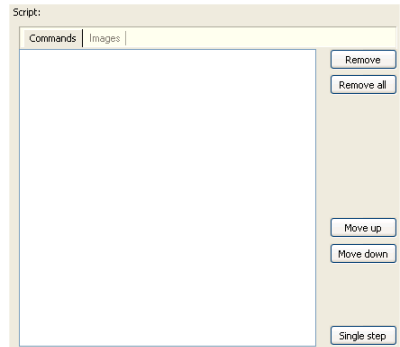 Script:
Commands Images
Remove
Remove all
Move up
Move down
Single step